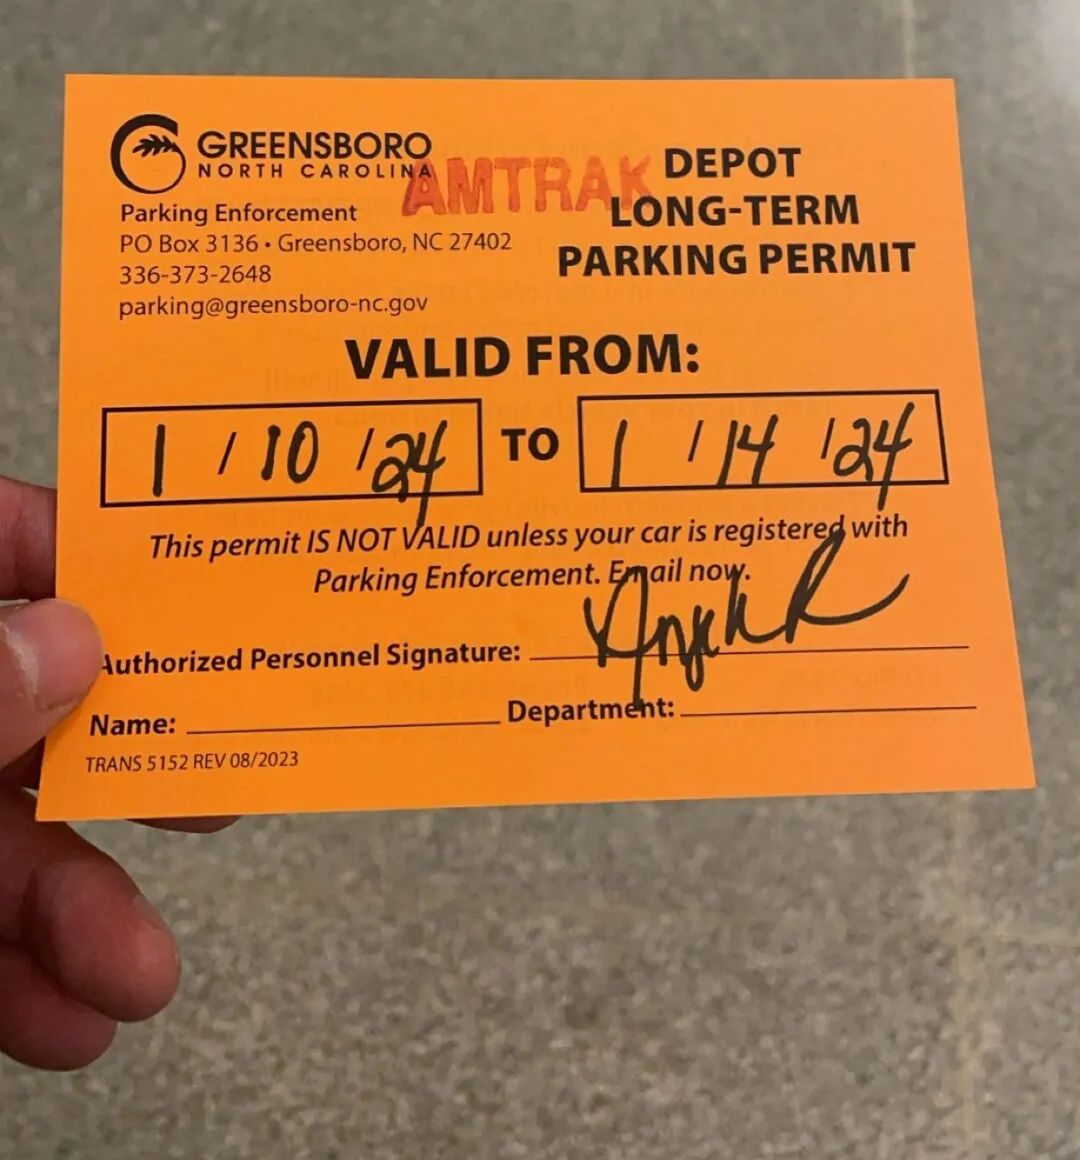 GREENSBORO
NORTH CAROLINA
AMTRAK
Parking Enforcement
PO Box 3136 • Greensboro, NC 27402
336-373-2648
parking@greensboro-nc.gov
DEPOT
LONG-TERM
PARKING PERMIT
VALID FROM:
1 / 10 / 24 TO 1 / 14 / 24
This permit IS NOT VALID unless your car is registered with
Parking Enforcement. Email now.
Authorized Personnel Signature:
Name: Department:
TRANS 5152 REV 08/2023